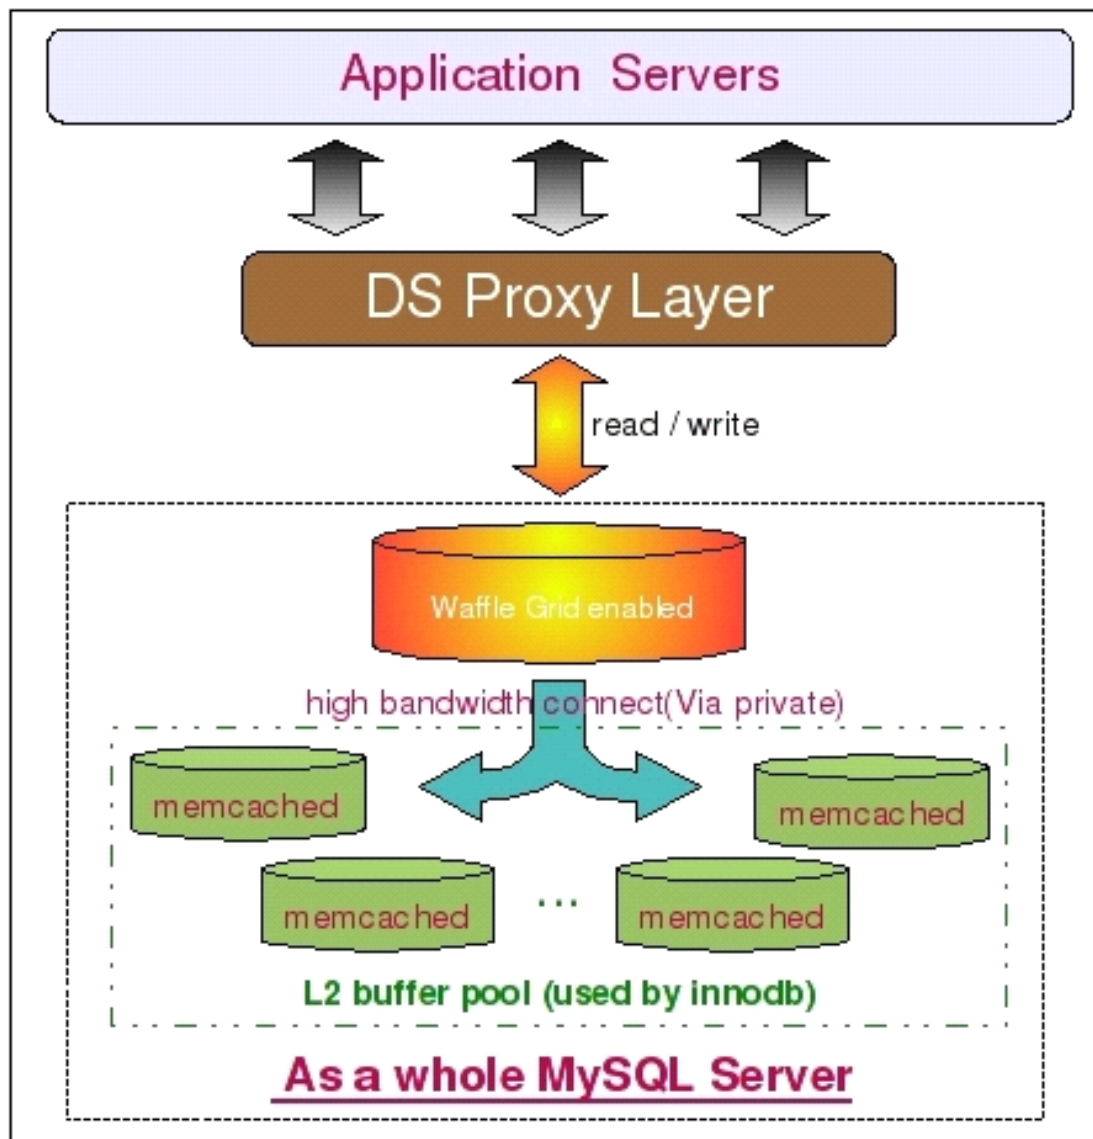 Application Servers
DS Proxy Layer
read / write
Waffle Grid enabled
high bandwidth connect(Via private)
memcached
memcached
memcached
...
memcached
L2 buffer pool (used by innodb)
As a whole MySQL Server